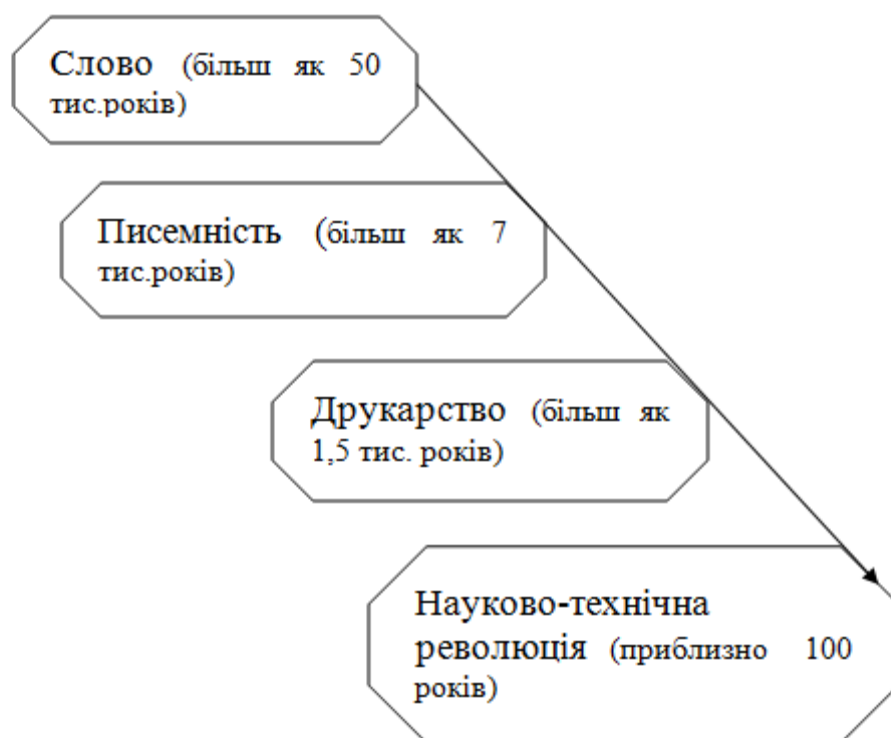 Слово (більш як 50
тис.років)
Писемність (більш як 7
тис.років)
Друкарство (більш як
1,5 тис. років)
Науково-технічна
революція (приблизно 100
років)